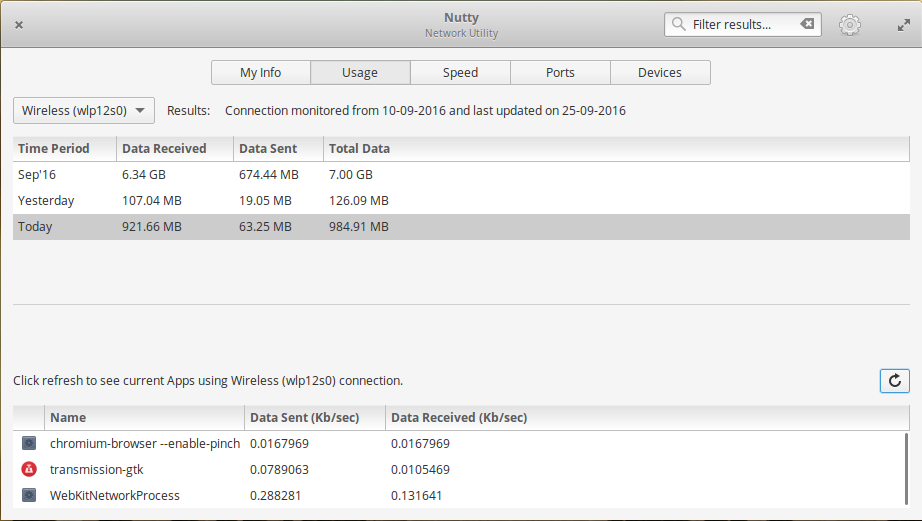 Nutty
Network Utility
Filter results...
My Info Usage Speed Ports Devices
Wireless (wlp12s0) Results: Connection monitored from 10-09-2016 and last updated on 25-09-2016
Time Period Data Received Data Sent Total Data
Sep'16 6.34 GB 674.44 MB 7.00 GB
Yesterday 107.04 MB 19.05 MB 126.09 MB
Today 921.66 MB 63.25 MB 984.91 MB
Click refresh to see current Apps using Wireless (wlp12s0) connection.
Name Data Sent (Kb/sec) Data Received (Kb/sec)
chromium-browser --enable-pinch 0.0167969 0.0167969
transmission-gtk 0.0789063 0.0105469
WebKitNetworkProcess 0.288281 0.131641